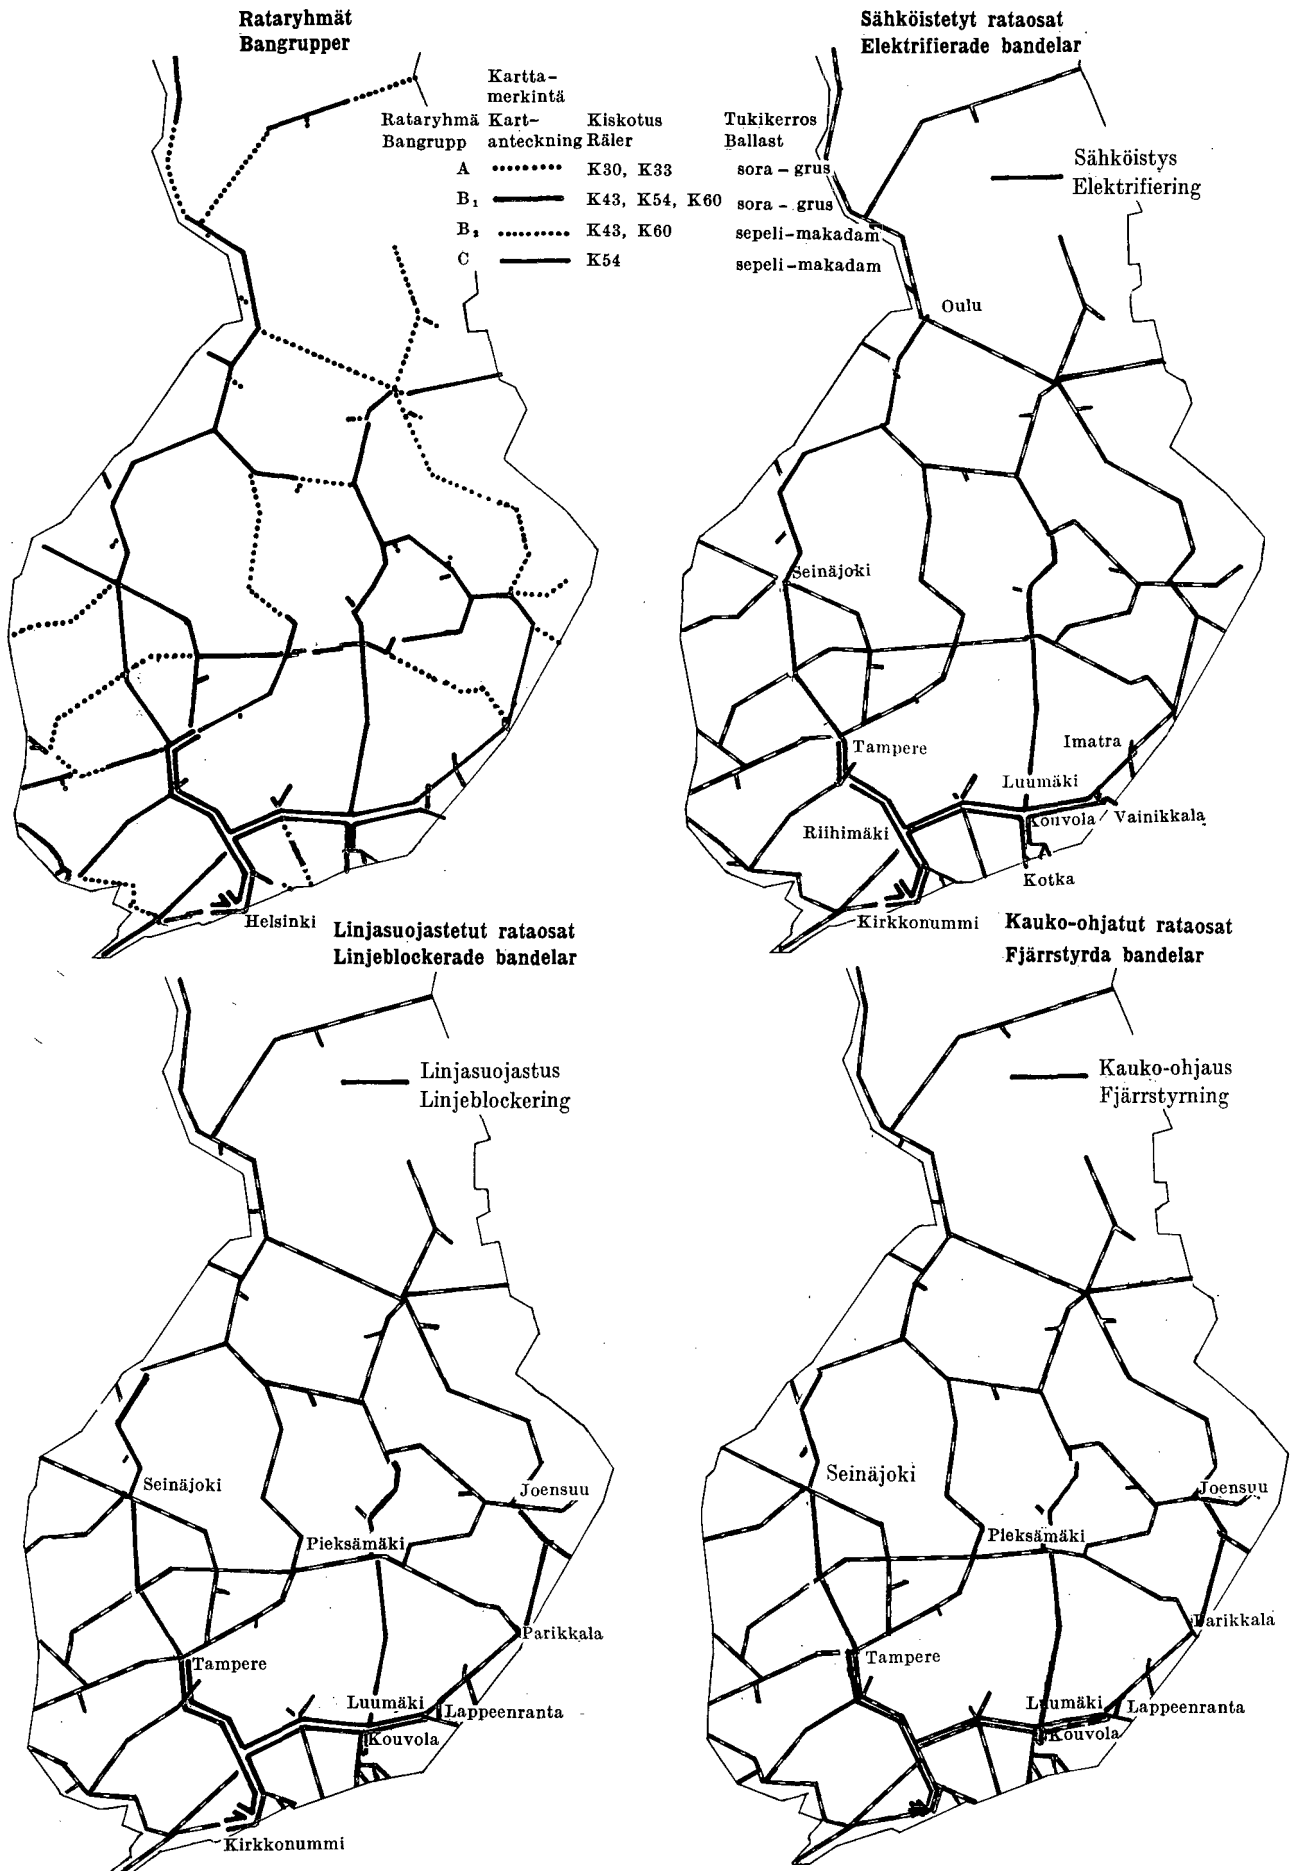 Rataryhmät
Bangrupper
Kartta-
merkintä
Rataryhmä Kart- Kiskotus Tukikerros
Bangrupp anteckning Räler Ballast
A K30, K33 sora - grus
B₁ K43, K54, K60 sora - grus
B₂ K43, K60 sepeli-makadam
C K54 sepeli-makadam
Helsinki
Sähköistetyt rataosat
Elektrifierade bandelar
Sähköistys
Elektrifiering
Oulu
Seinäjoki
Tampere
Imatra
Luumäki
Kouvola
Vainikkala
Riihimäki
Kotka
Kirkkonummi
Linjasuojastetut rataosat
Linjeblockerade bandelar
Linjasuojastus
Linjeblockering
Seinäjoki
Joensuu
Pieksämäki
Parikkala
Tampere
Luumäki
Lappeenranta
Kouvola
Kirkkonummi
Kauko-ohjatut rataosat
Fjärrstyrda bandelar
Kauko-ohjaus
Fjärrstyrning
Seinäjoki
Joensuu
Pieksämäki
Parikkala
Tampere
Luumäki
Lappeenranta
Kouvola